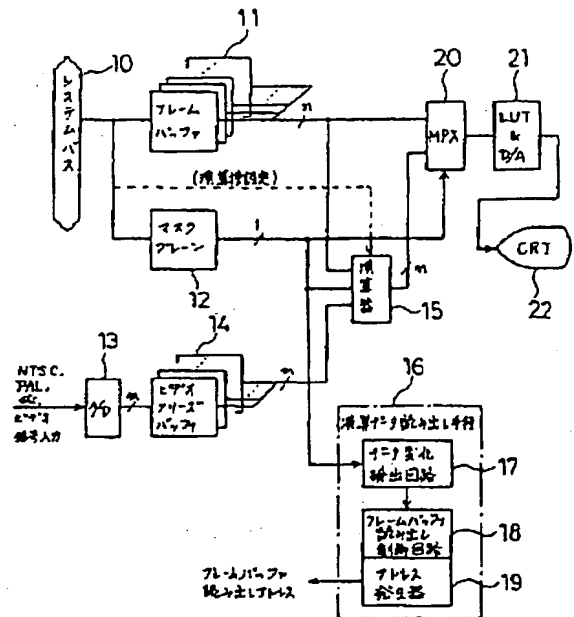 10
システムバス
11
フレーム
バッファ
n
20
MPX
21
LUT
&
D/A
CRT
22
マスク
プレーン
12
1
演算器
15
n
13
NTSC,
PAL,
etc
ビデオ
信号入力
A/D
m
14
ビデオ
フリーズ
バッファ
m
16
演算データ読み出し手段
データ変化
検出回路
17
フレームバッファ
読み出し
制御回路
18
アドレス
発生器
19
フレームバッファ
読み出しアドレス